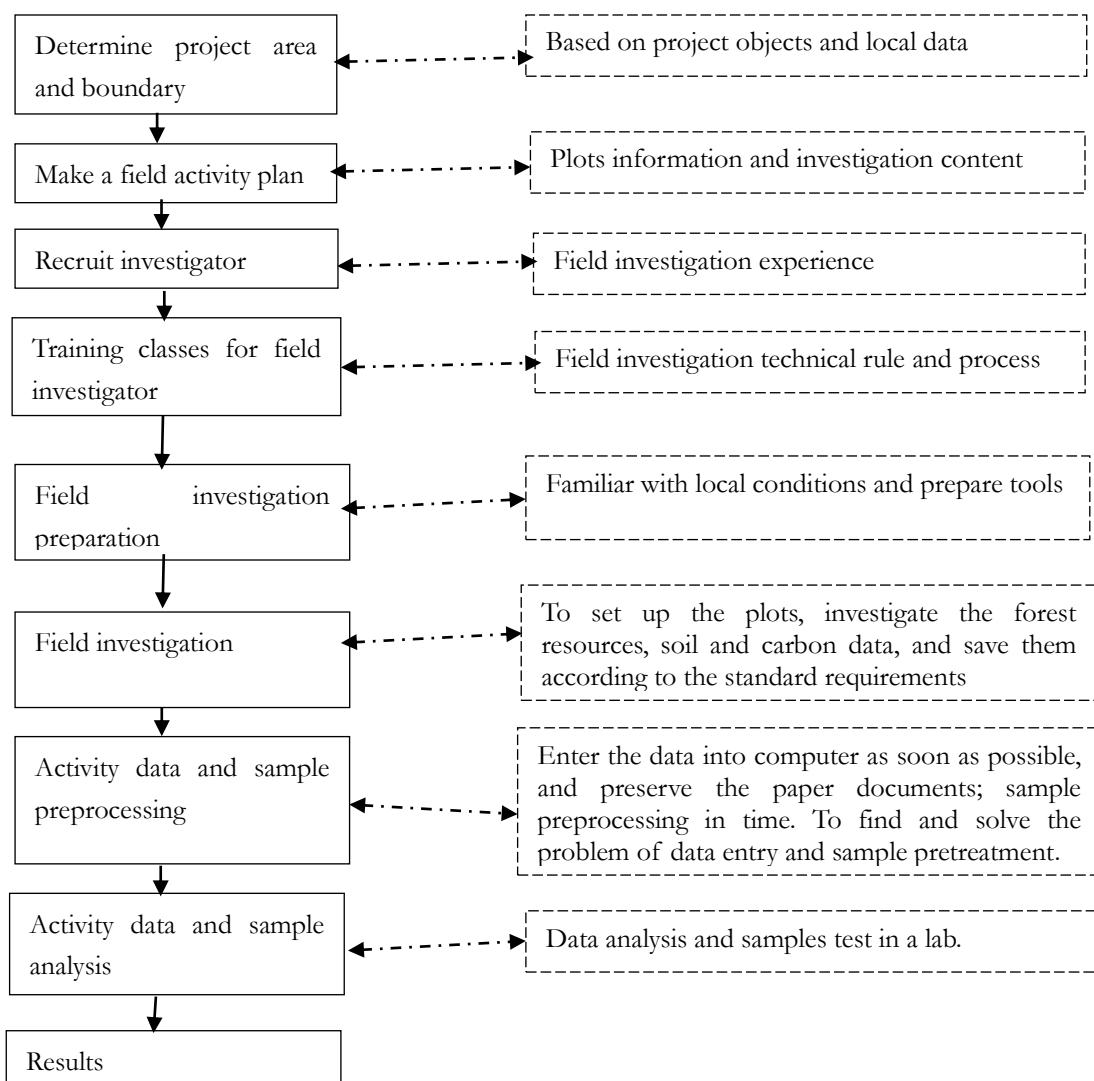 Determine project area
and boundary
Based on project objects and local data
Make a field activity plan
Plots information and investigation content
Recruit investigator
Field investigation experience
Training classes for field
investigator
Field investigation technical rule and process
Field investigation
preparation
Familiar with local conditions and prepare tools
Field investigation
To set up the plots, investigate the forest
resources, soil and carbon data, and save them
according to the standard requirements
Activity data and sample
preprocessing
Enter the data into computer as soon as possible,
and preserve the paper documents; sample
preprocessing in time. To find and solve the
problem of data entry and sample pretreatment.
Activity data and sample
analysis
Data analysis and samples test in a lab.
Results